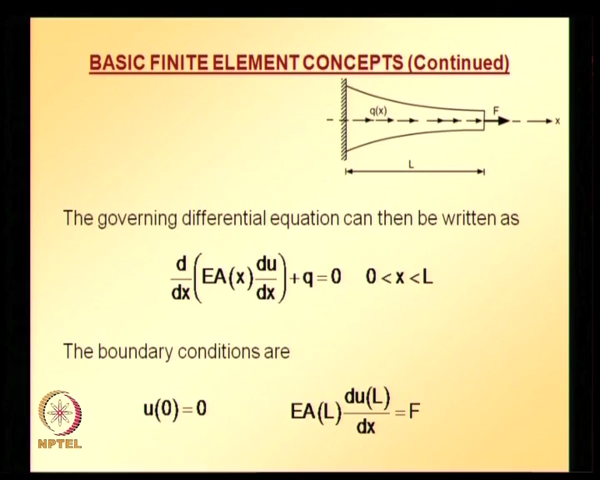 BASIC FINITE ELEMENT CONCEPTS (Continued)
q(x) F x
L
The governing differential equation can then be written as
d/dx (EA(x) du/dx) + q = 0 0 < x < L
The boundary conditions are
u(0) = 0 EA(L) du(L)/dx = F
NPTEL